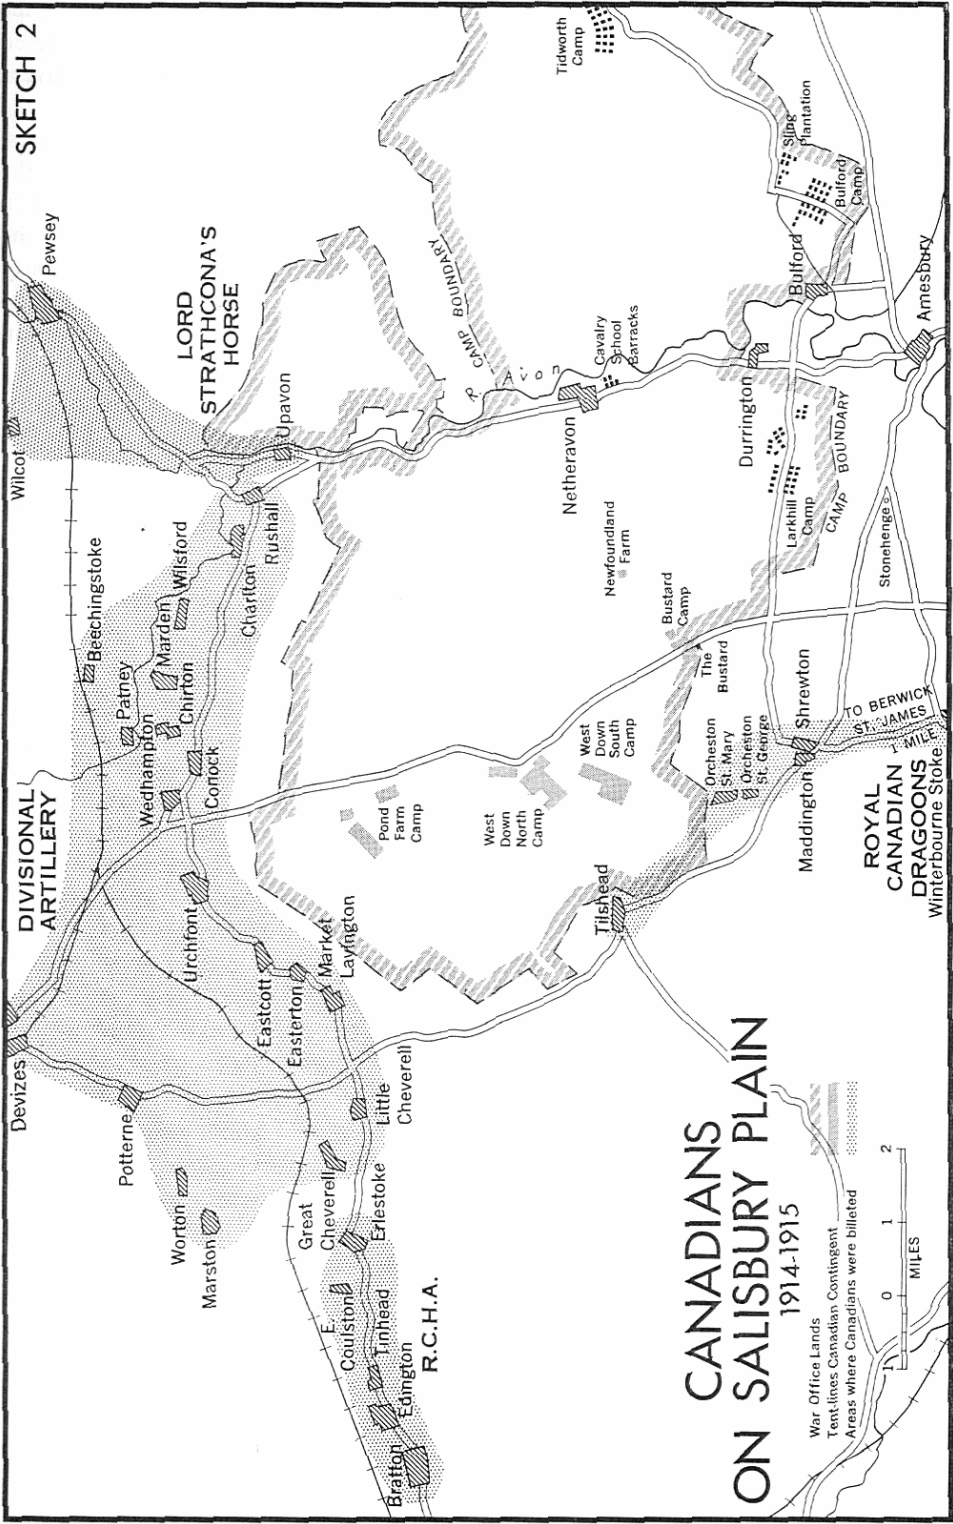 SKETCH 2
Devizes
Potterne
Worton
Marston
DIVISIONAL
ARTILLERY
Urchfont
Wedhampton
Patney
Beechingstoke
Chirton
Marden
Wilsford
Conock
Charlton
Rushall
Wilcot
Pewsey
LORD
STRATHCONA'S
HORSE
Upavon
Eastcott
Easterton
Market
Lavington
Little
Cheverell
Great
Cheverell
Erlestoke
E.
Coulston
Tinhead
Edington
Bratton
R.C.H.A.
CAMP BOUNDARY
R. Avon
Tidworth
Camp
Sling
Plantation
Bulford
Camp
Bulford
Cavalry
School
Barracks
Netheravon
Durrington
Amesbury
Larkhill
Camp
CAMP BOUNDARY
Stonehenge
Newfoundland
Farm
Bustard
Camp
The
Bustard
Pond
Farm
Camp
West
Down
North
Camp
West
Down
South
Camp
Tilshead
Orcheston
St. Mary
Orcheston
St. George
Shrewton
Maddington
TO BERWICK
ST. JAMES
1 MILE
ROYAL
CANADIAN
DRAGOONS
Winterbourne Stoke
CANADIANS
ON SALISBURY PLAIN
1914-1915
War Office Lands
Tent-lines Canadian Contingent
Areas where Canadians were billeted
1 0 1 2
MILES